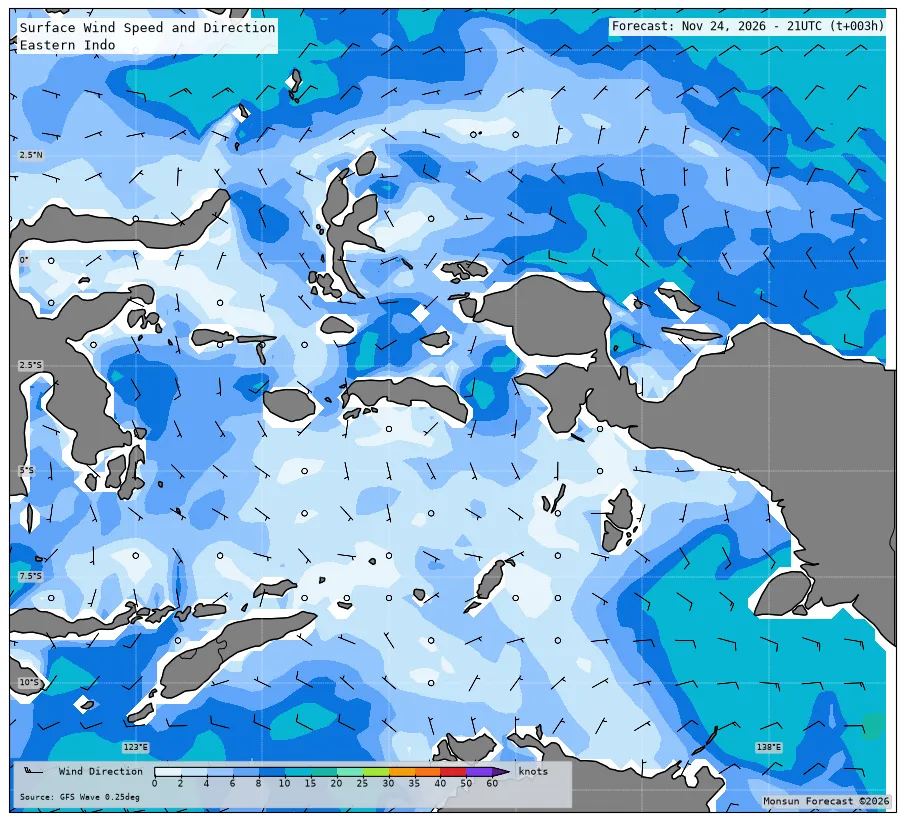 Surface Wind Speed and Direction
Eastern Indo
Forecast: Nov 24, 2026 - 21UTC (t+003h)
2.5°N
0°
2.5°S
5°S
7.5°S
10°S
123°E
138°E
Wind Direction
knots
0 2 4 6 8 10 15 20 25 30 35 40 50 60
Source: GFS Wave 0.25deg
Monsun Forecast ©2026